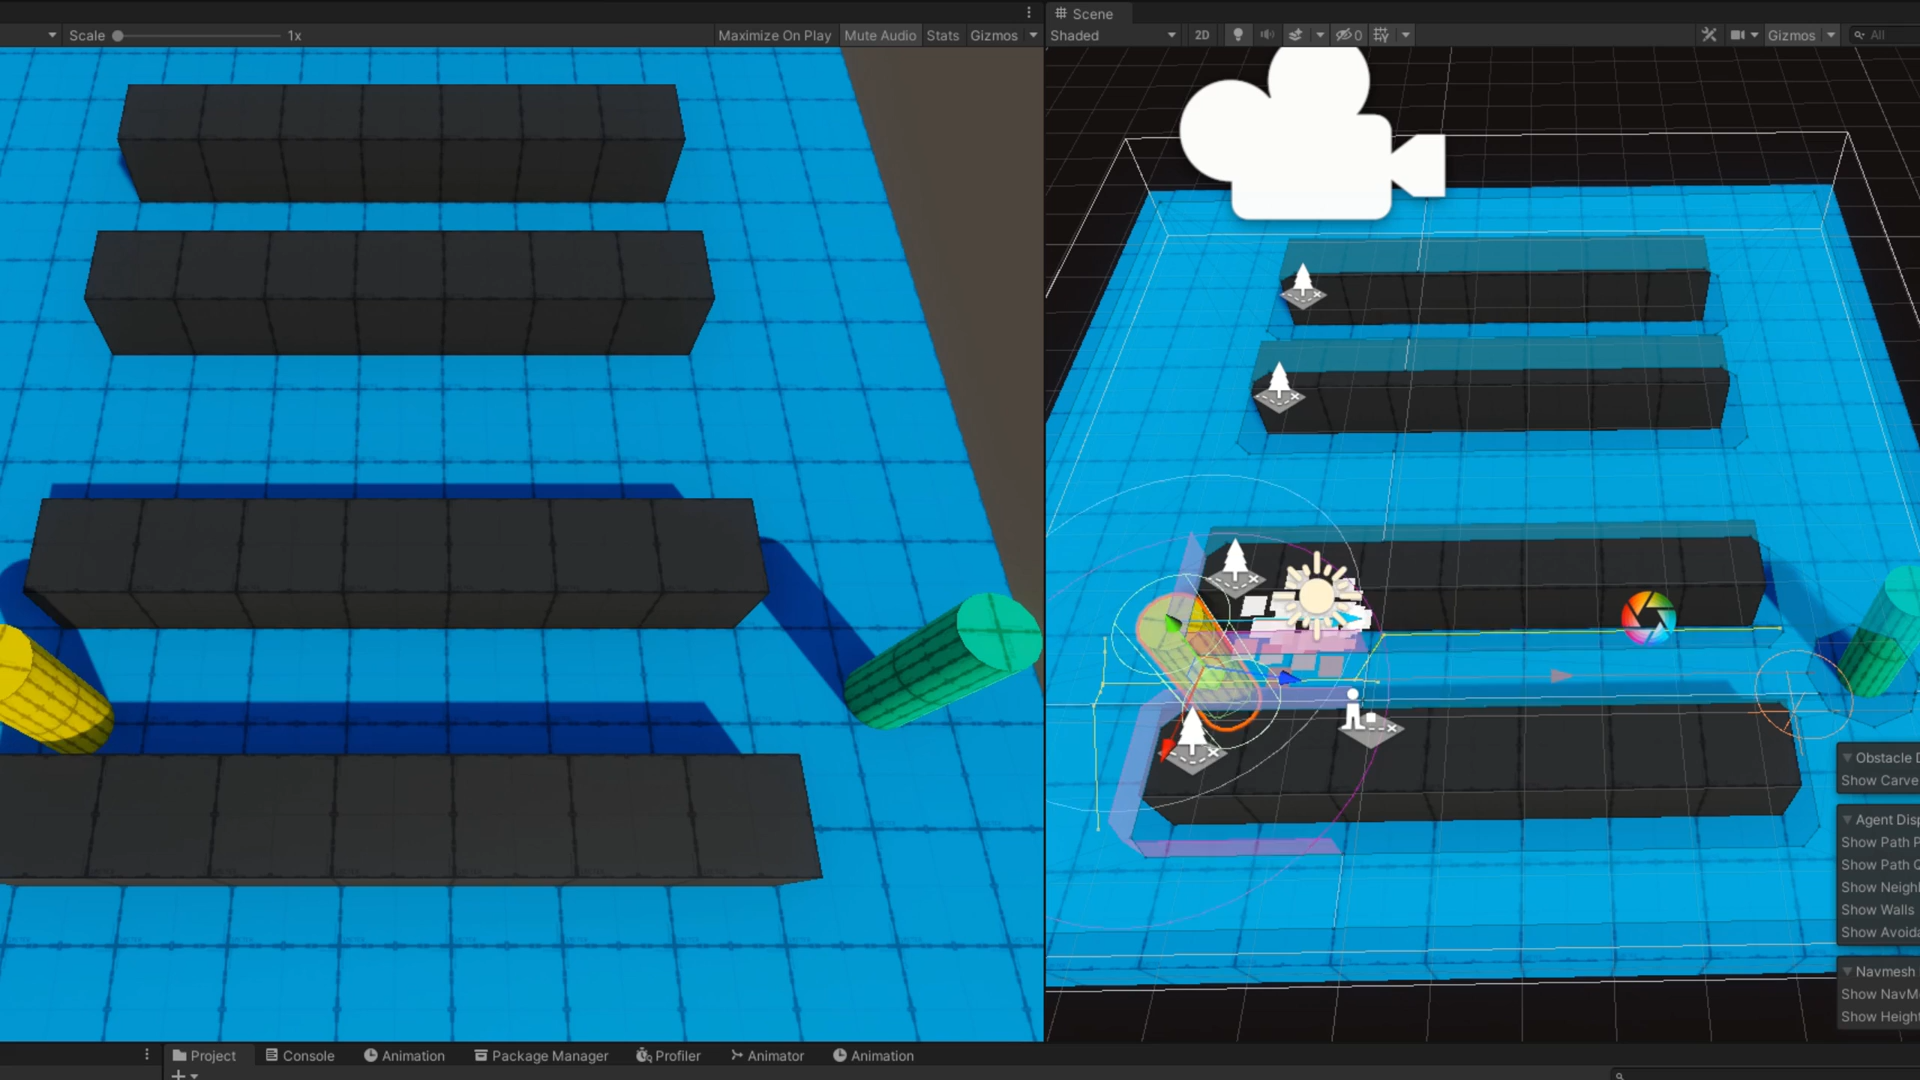 Scene
Scale 1x Maximize On Play Mute Audio Stats Gizmos
Shaded 2D 0 Gizmos All
Obstacle D
Show Carve
Agent Disp
Show Path P
Show Path
Show Neigh
Show Walls
Show Avoida
Navmesh
Show NavM
Show Height
Project Console Animation Package Manager Profiler Animator Animation